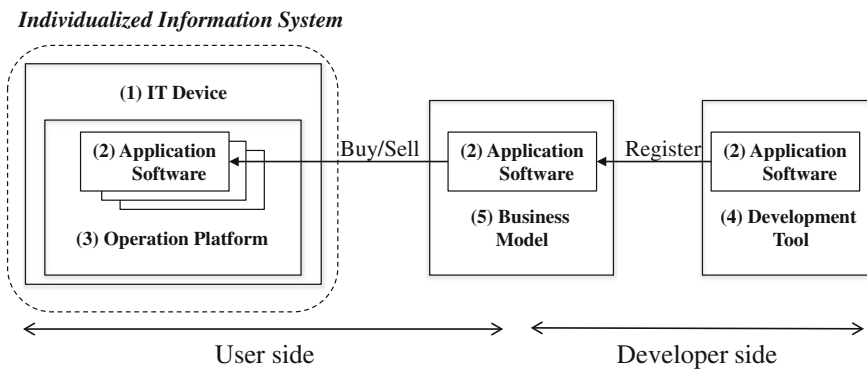 Individualized Information System
(1) IT Device
(2) Application
Software
(3) Operation Platform
Buy/Sell
(2) Application
Software
(5) Business
Model
Register
(2) Application
Software
(4) Development
Tool
User side
Developer side